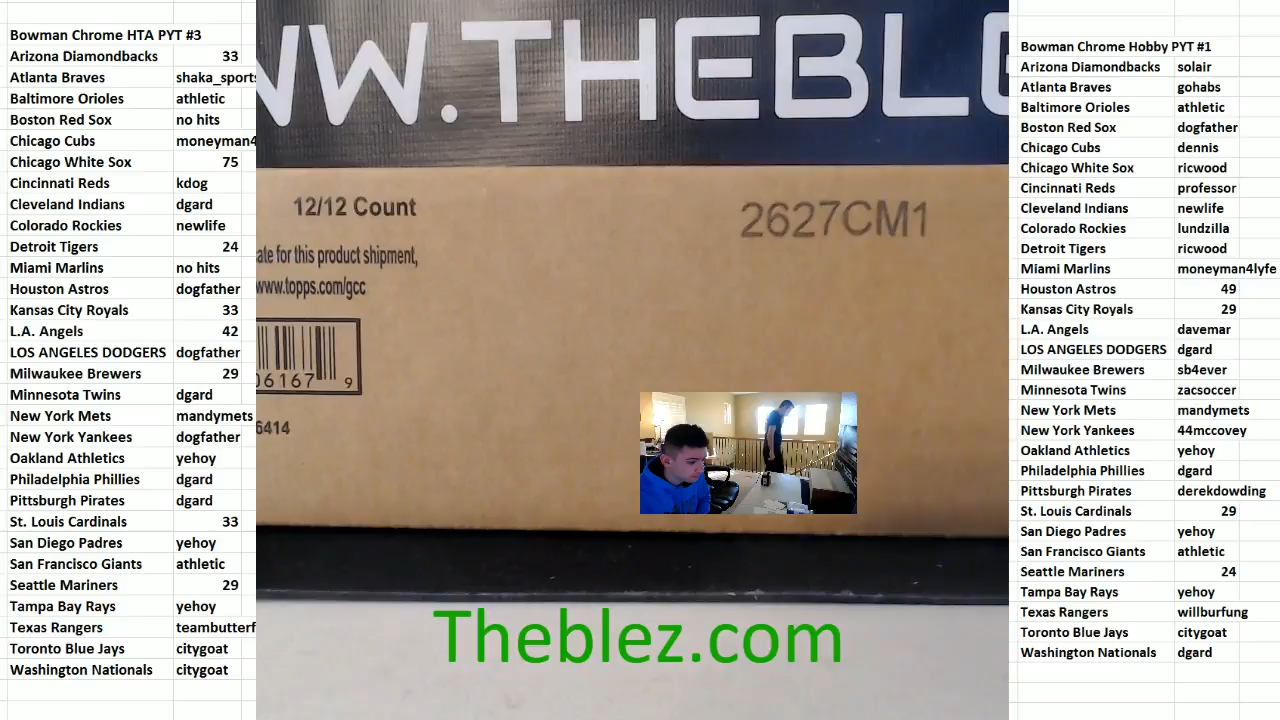 Bowman Chrome HTA PYT #3
Arizona Diamondbacks 33
Atlanta Braves shaka_sports
Baltimore Orioles athletic
Boston Red Sox no hits
Chicago Cubs moneyman4
Chicago White Sox 75
Cincinnati Reds kdog
Cleveland Indians dgard
Colorado Rockies newlife
Detroit Tigers 24
Miami Marlins no hits
Houston Astros dogfather
Kansas City Royals 33
L.A. Angels 42
LOS ANGELES DODGERS dogfather
Milwaukee Brewers 29
Minnesota Twins dgard
New York Mets mandymets
New York Yankees dogfather
Oakland Athletics yehoy
Philadelphia Phillies dgard
Pittsburgh Pirates dgard
St. Louis Cardinals 33
San Diego Padres yehoy
San Francisco Giants athletic
Seattle Mariners 29
Tampa Bay Rays yehoy
Texas Rangers teambutterf
Toronto Blue Jays citygoat
Washington Nationals citygoat
WW.THEBLE
12/12 Count
2627CM1
ate for this product shipment,
www.topps.com/gcc
06167 9
6414
Theblez.com
Bowman Chrome Hobby PYT #1
Arizona Diamondbacks solair
Atlanta Braves gohabs
Baltimore Orioles athletic
Boston Red Sox dogfather
Chicago Cubs dennis
Chicago White Sox ricwood
Cincinnati Reds professor
Cleveland Indians newlife
Colorado Rockies lundzilla
Detroit Tigers ricwood
Miami Marlins moneyman4lyfe
Houston Astros 49
Kansas City Royals 29
L.A. Angels davemar
LOS ANGELES DODGERS dgard
Milwaukee Brewers sb4ever
Minnesota Twins zacsoccer
New York Mets mandymets
New York Yankees 44mccovey
Oakland Athletics yehoy
Philadelphia Phillies dgard
Pittsburgh Pirates derekdowding
St. Louis Cardinals 29
San Diego Padres yehoy
San Francisco Giants athletic
Seattle Mariners 24
Tampa Bay Rays yehoy
Texas Rangers willburfung
Toronto Blue Jays citygoat
Washington Nationals dgard